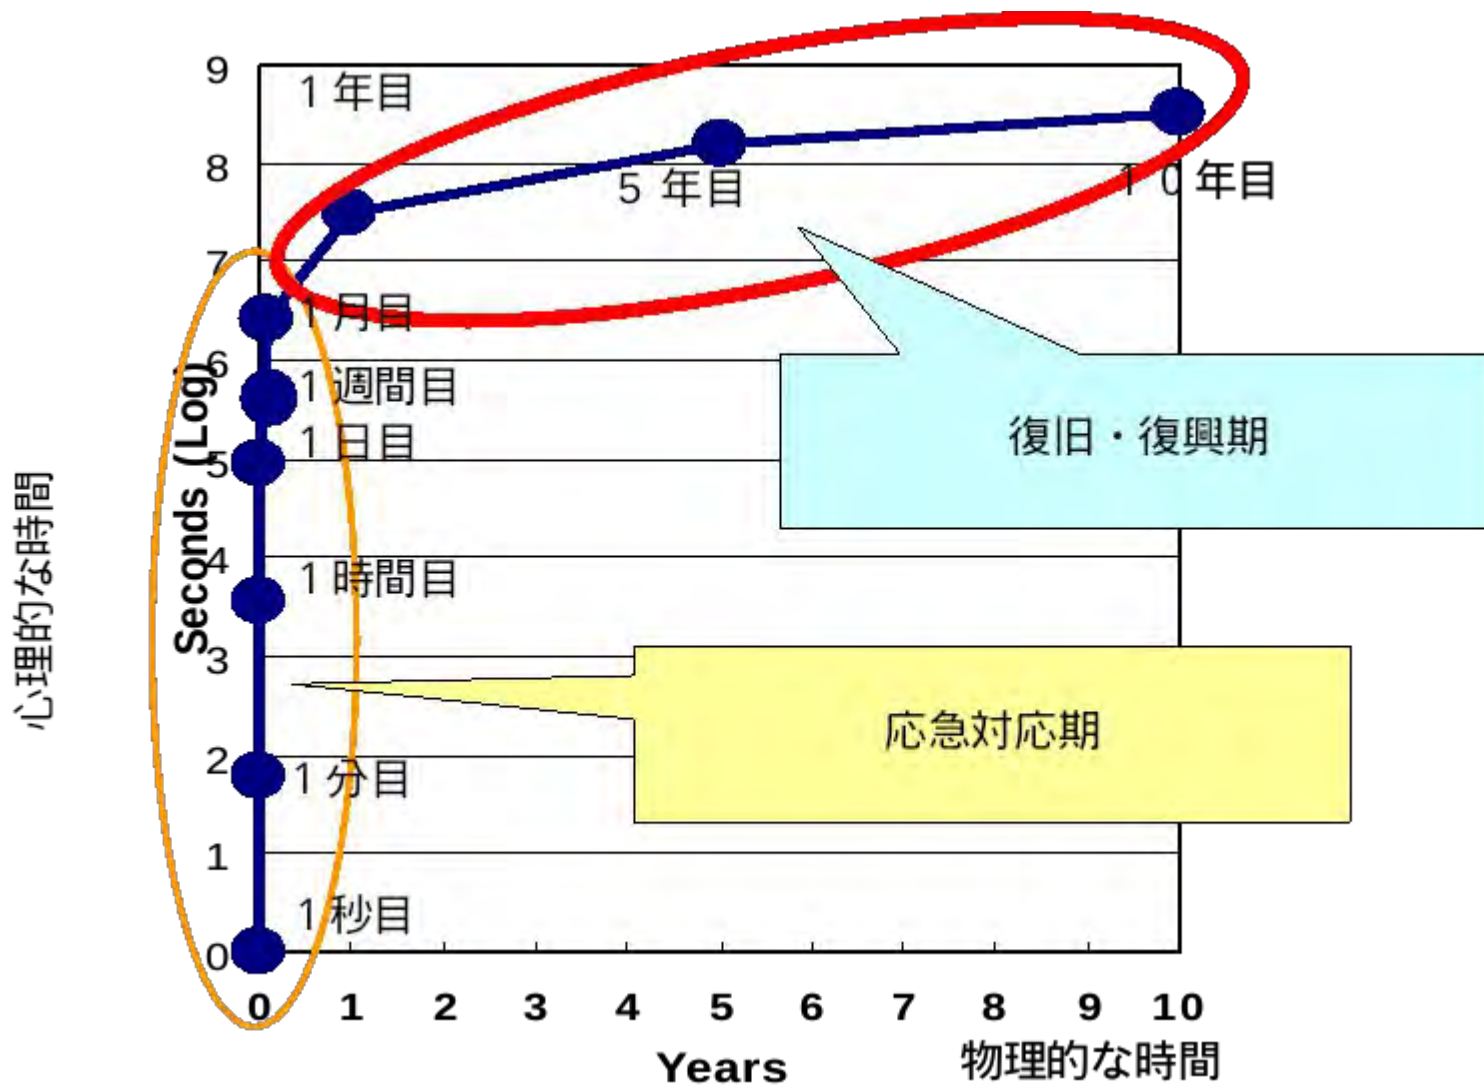 9
１年目
8
５年目
１０年目
7
１月目
6
１週間目
１日目
5
復旧・復興期
4
１時間目
3
応急対応期
2
１分目
1
１秒目
0
Seconds (Log)
心理的な時間
0 1 2 3 4 5 6 7 8 9 10
Years
物理的な時間